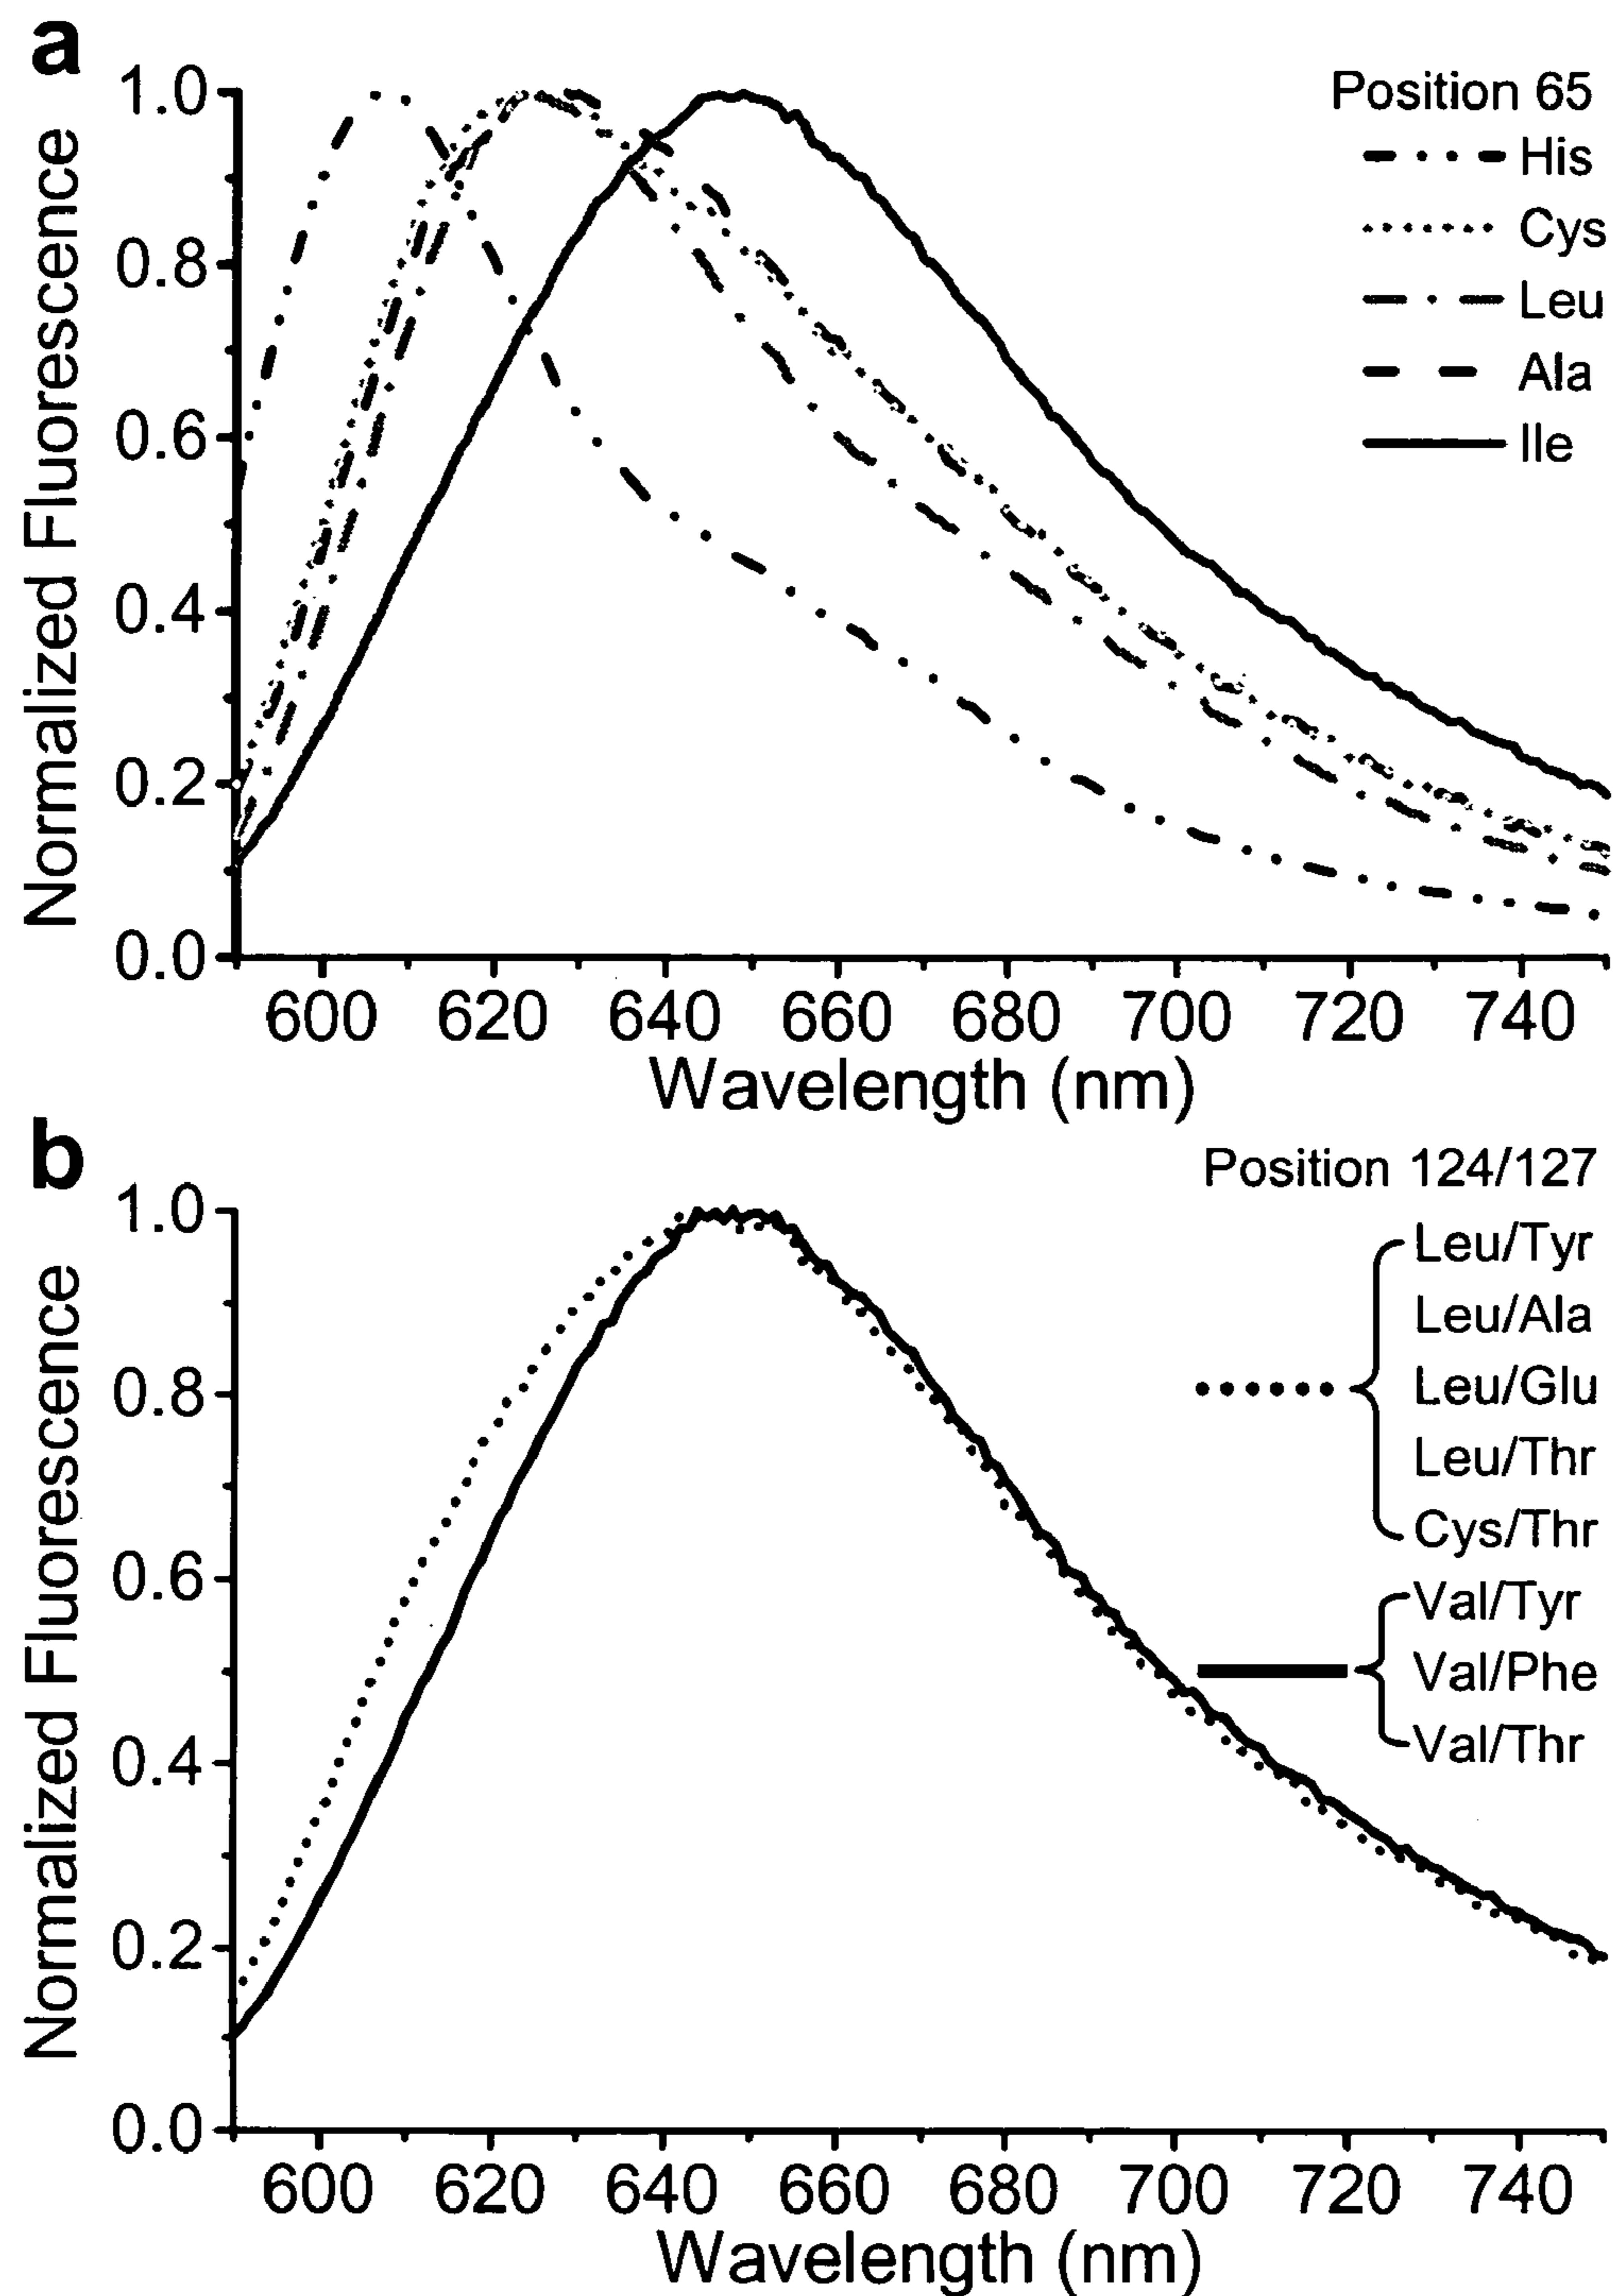 a
Position 65
His
Cys
Leu
Ala
Ile
Normalized Fluorescence
1.0
0.8
0.6
0.4
0.2
0.0
600 620 640 660 680 700 720 740
Wavelength (nm)
b
Position 124/127
Leu/Tyr
Leu/Ala
Leu/Glu
Leu/Thr
Cys/Thr
Val/Tyr
Val/Phe
Val/Thr
Normalized Fluorescence
1.0
0.8
0.6
0.4
0.2
0.0
600 620 640 660 680 700 720 740
Wavelength (nm)